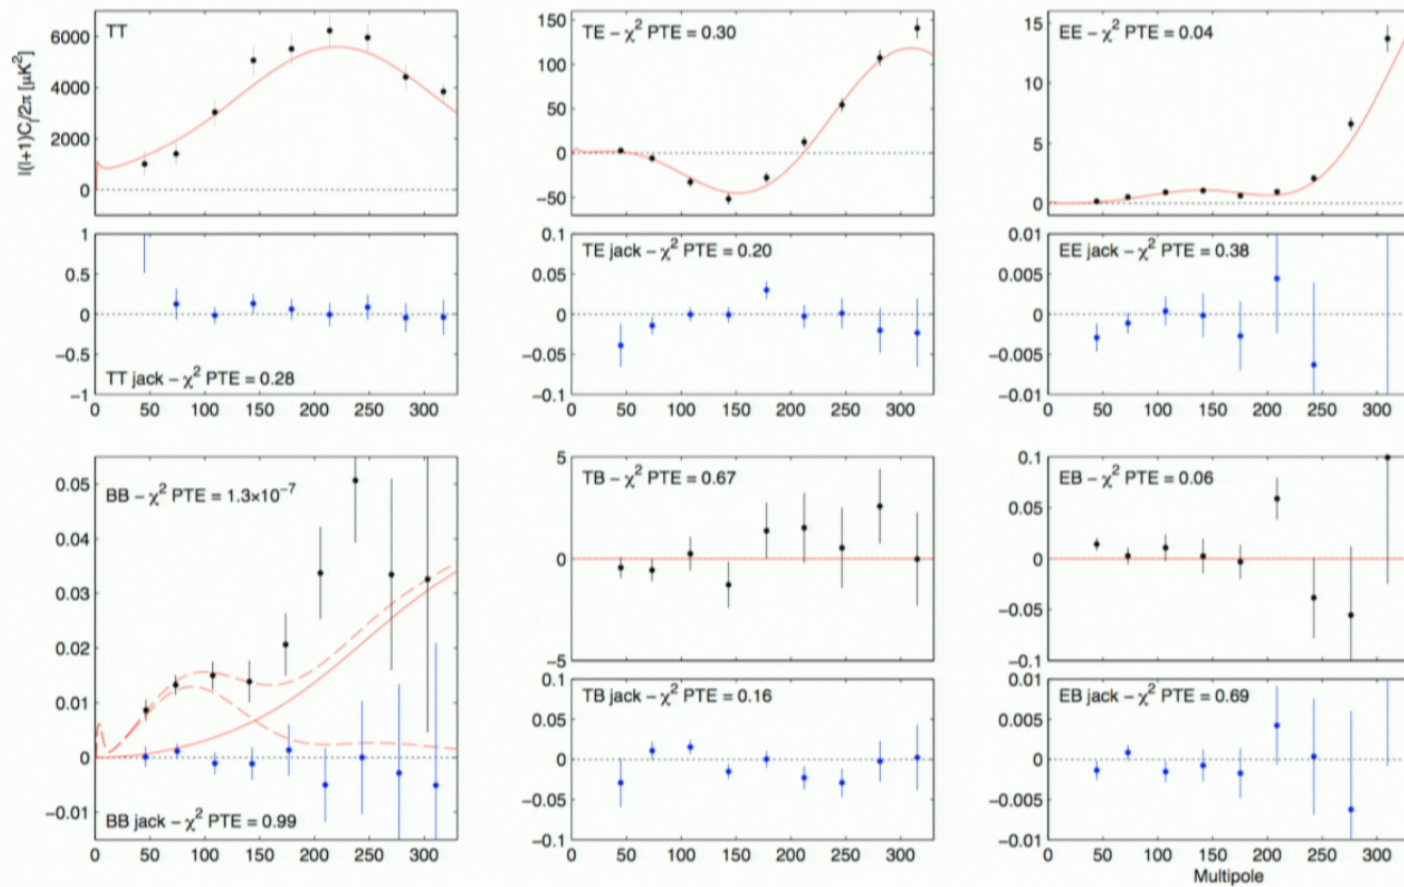 TT
TE − χ² PTE = 0.30
EE − χ² PTE = 0.04
l(l+1)Cₗ/2π [μK²]
6000
4000
2000
0
150
100
50
0
−50
15
10
5
0
TT jack − χ² PTE = 0.28
TE jack − χ² PTE = 0.20
EE jack − χ² PTE = 0.38
1
0.5
0
−0.5
−1
0.1
0.05
0
−0.05
−0.1
0.01
0.005
0
−0.005
−0.01
0 50 100 150 200 250 300
0 50 100 150 200 250 300
0 50 100 150 200 250 300
BB − χ² PTE = 1.3×10⁻⁷
TB − χ² PTE = 0.67
EB − χ² PTE = 0.06
0.05
0.04
0.03
0.02
0.01
0
−0.01
5
0
−5
0.1
0.05
0
−0.05
−0.1
BB jack − χ² PTE = 0.99
TB jack − χ² PTE = 0.16
EB jack − χ² PTE = 0.69
0.1
0.05
0
−0.05
−0.1
0.01
0.005
0
−0.005
−0.01
0 50 100 150 200 250 300
0 50 100 150 200 250 300
0 50 100 150 200 250 300
Multipole